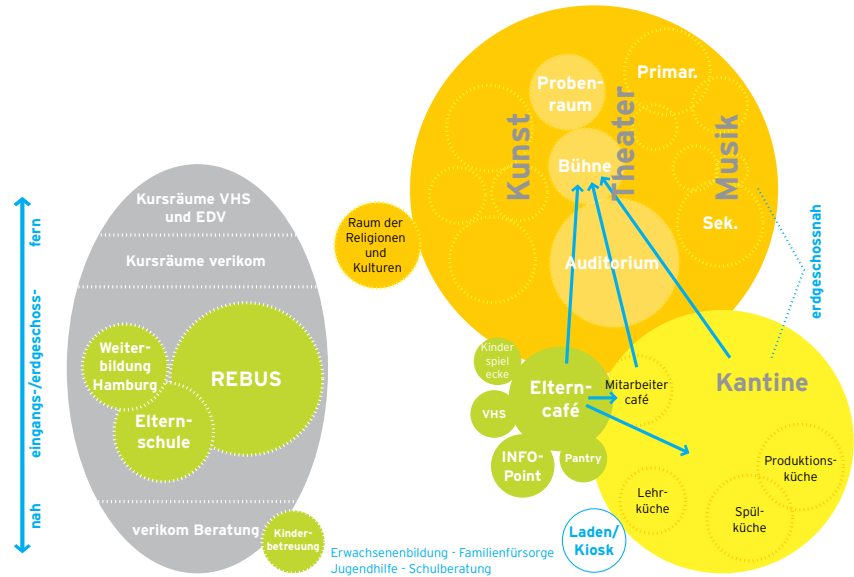 fern
eingangs-/erdgeschoss-
nah
Kursräume VHS
und EDV
Kursräume verikom
Weiter-
bildung
Hamburg
REBUS
Eltern-
schule
verikom Beratung
Kinder-
betreuung
Erwachsenenbildung - Familienfürsorge
Jugendhilfe - Schulberatung
Raum der
Religionen
und
Kulturen
Kunst
Theater
Musik
Proben-
raum
Primar.
Bühne
Sek.
Auditorium
erdgeschossnah
Kinder
spiel
ecke
Eltern-
café
VHS
INFO-
Point
Pantry
Mitarbeiter
café
Kantine
Produktions-
küche
Lehr-
küche
Spül-
küche
Laden/
Kiosk